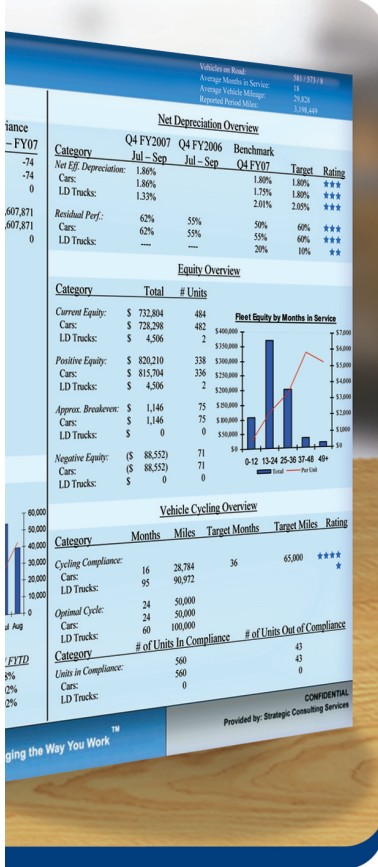 Vehicles on Road: 581 / 573 / 8
Average Months in Service: 18
Average Vehicle Mileage: 29,828
Reported Period Miles: 3,198,449
iance
– FY07
-74
-74
0
,607,871
,607,871
0
Net Depreciation Overview
Q4 FY2007 Q4 FY2006 Benchmark
Category Jul – Sep Jul – Sep Q4 FY07 Target Rating
Net Eff. Depreciation: 1.86% 1.80% 1.80% ★★★
Cars: 1.86% 1.75% 1.80% ★★★
LD Trucks: 1.33% 2.01% 2.05% ★★★
Residual Perf.: 62% 55% 50% 60% ★★★
Cars: 62% 55% 55% 60% ★★★
LD Trucks: ---- ---- 20% 10% ★★
Equity Overview
Category Total # Units
Current Equity: $ 732,804 484
Cars: $ 728,298 482
LD Trucks: $ 4,506 2
Positive Equity: $ 820,210 338
Cars: $ 815,704 336
LD Trucks: $ 4,506 2
Approx. Breakeven: $ 1,146 75
Cars: $ 1,146 75
LD Trucks: $ 0 0
Negative Equity: ($ 88,552) 71
Cars: ($ 88,552) 71
LD Trucks: $ 0 0
Fleet Equity by Months in Service
$400,000
$350,000
$300,000
$250,000
$200,000
$150,000
$100,000
$50,000
$0
$7,000
$5,000
$4,000
$3,000
$2,000
$1,000
$0
0-12 13-24 25-36 37-48 49+
Total Per Unit
Vehicle Cycling Overview
Category Months Miles Target Months Target Miles Rating
Cycling Compliance: 36 65,000 ★★★★
Cars: 16 28,784 ★
LD Trucks: 95 90,972
Optimal Cycle: 24 50,000
Cars: 24 50,000
LD Trucks: 60 100,000
Category # of Units In Compliance # of Units Out of Compliance
Units in Compliance: 560 43
Cars: 560 43
LD Trucks: 0 0
60,000
50,000
40,000
30,000
20,000
10,000
0
Aug
FYTD
2%
2%
CONFIDENTIAL
Provided by: Strategic Consulting Services
ging the Way You Work™